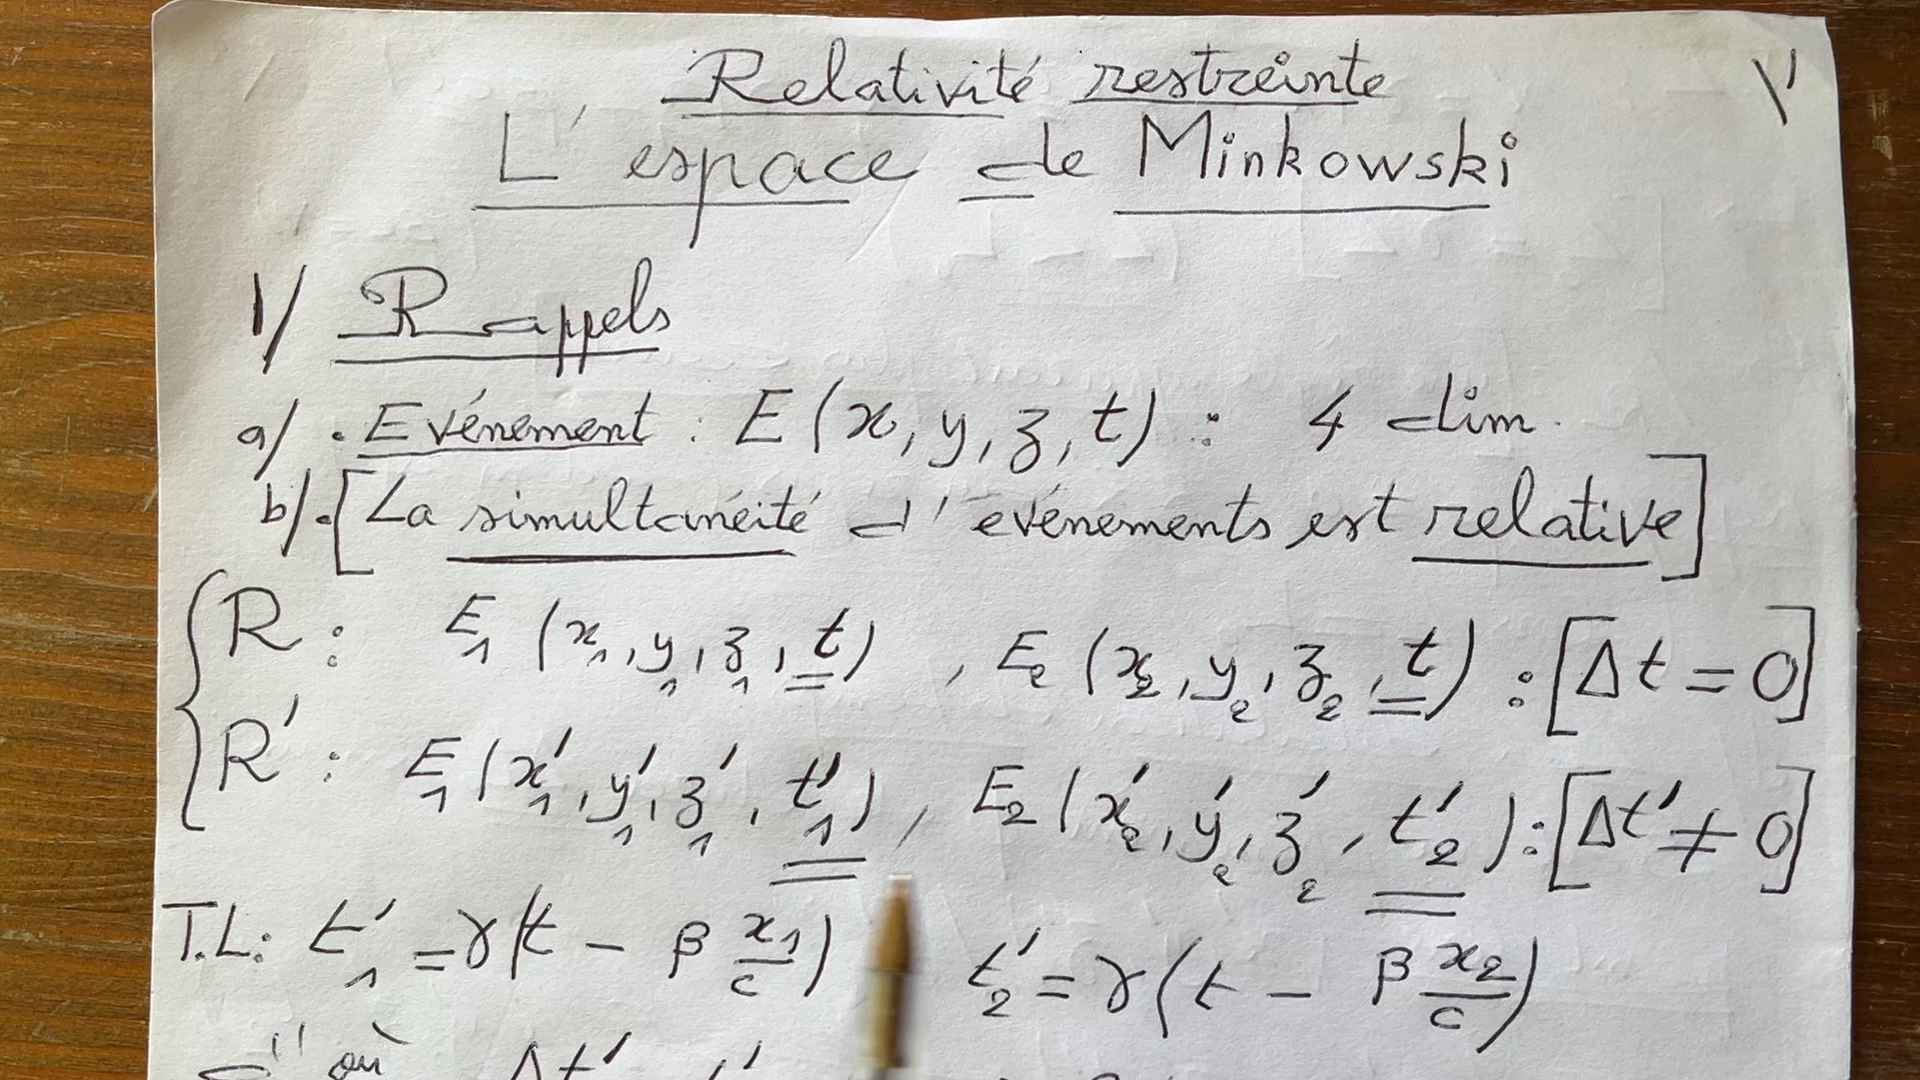 Relativité restreinte
1/
L'espace de Minkowski
1/ Rappels
a/ . Evénement : E (x, y, z, t) : 4 dim.
b/. [La simultanéité d'événements est relative]
R : E₁ (x₁, y₁, z₁, t) , E₂ (x₂, y₂, z₂, t) : [Δt = 0]
R' : E₁ (x'₁, y'₁, z'₁, t'₁) , E₂ (x'₂, y'₂, z'₂, t'₂) : [Δt' ≠ 0]
T.L: t'₁ = γ(t - β x₁/c) t'₂ = γ(t - β x₂/c)
d'où Δt'